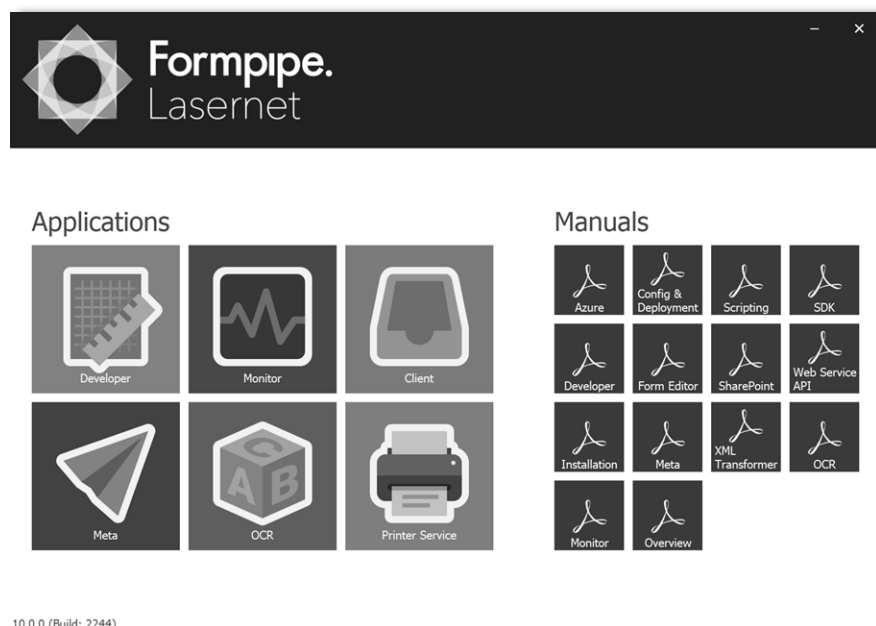 Formpipe.
Lasernet
Applications
Developer
Monitor
Client
Meta
OCR
Printer Service
Manuals
Azure
Config &
Deployment
Scripting
SDK
Developer
Form Editor
SharePoint
Web Service
API
Installation
Meta
XML
Transformer
OCR
Monitor
Overview
10.0.0 (Build: 2244)